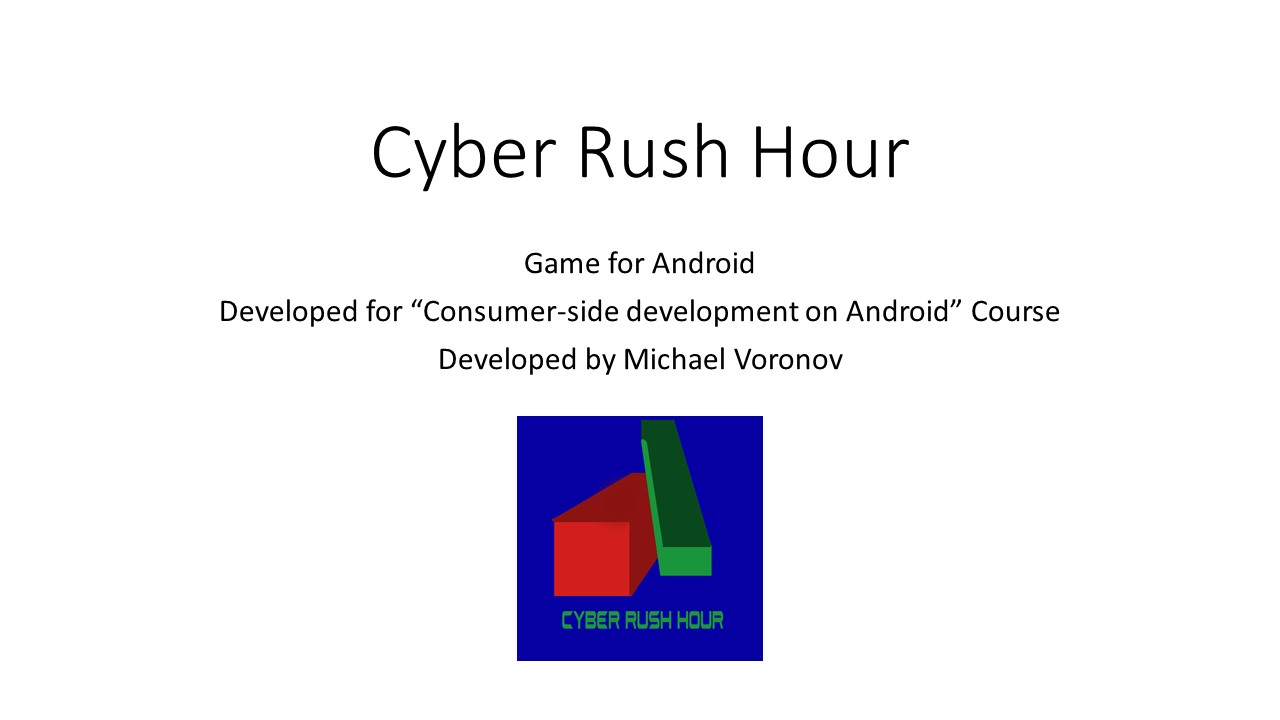 Cyber Rush Hour
Game for Android
Developed for “Consumer-side development on Android” Course
Developed by Michael Voronov
CYBER RUSH HOUR